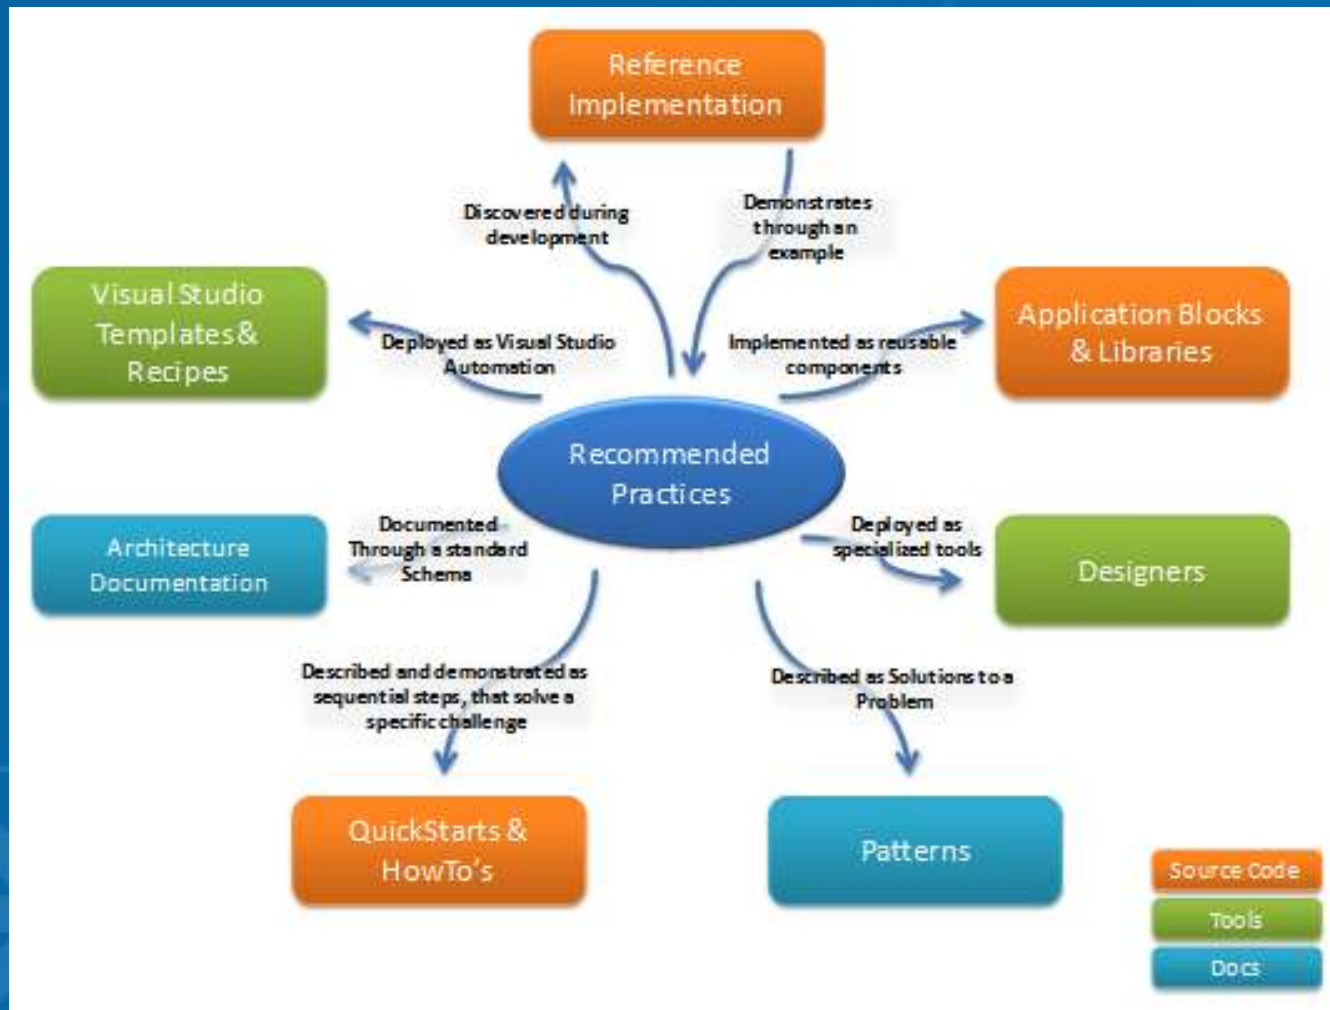 Reference
Implementation
Discovered during
development
Demonstrates
through an
example
Visual Studio
Templates &
Recipes
Deployed as Visual Studio
Automation
Implemented as reusable
components
Application Blocks
& Libraries
Recommended
Practices
Architecture
Documentation
Documented
Through a standard
Schema
Deployed as
specialized tools
Designers
Described and demonstrated as
sequential steps, that solve a
specific challenge
Described as Solutions to a
Problem
QuickStarts &
HowTo's
Patterns
Source Code
Tools
Docs